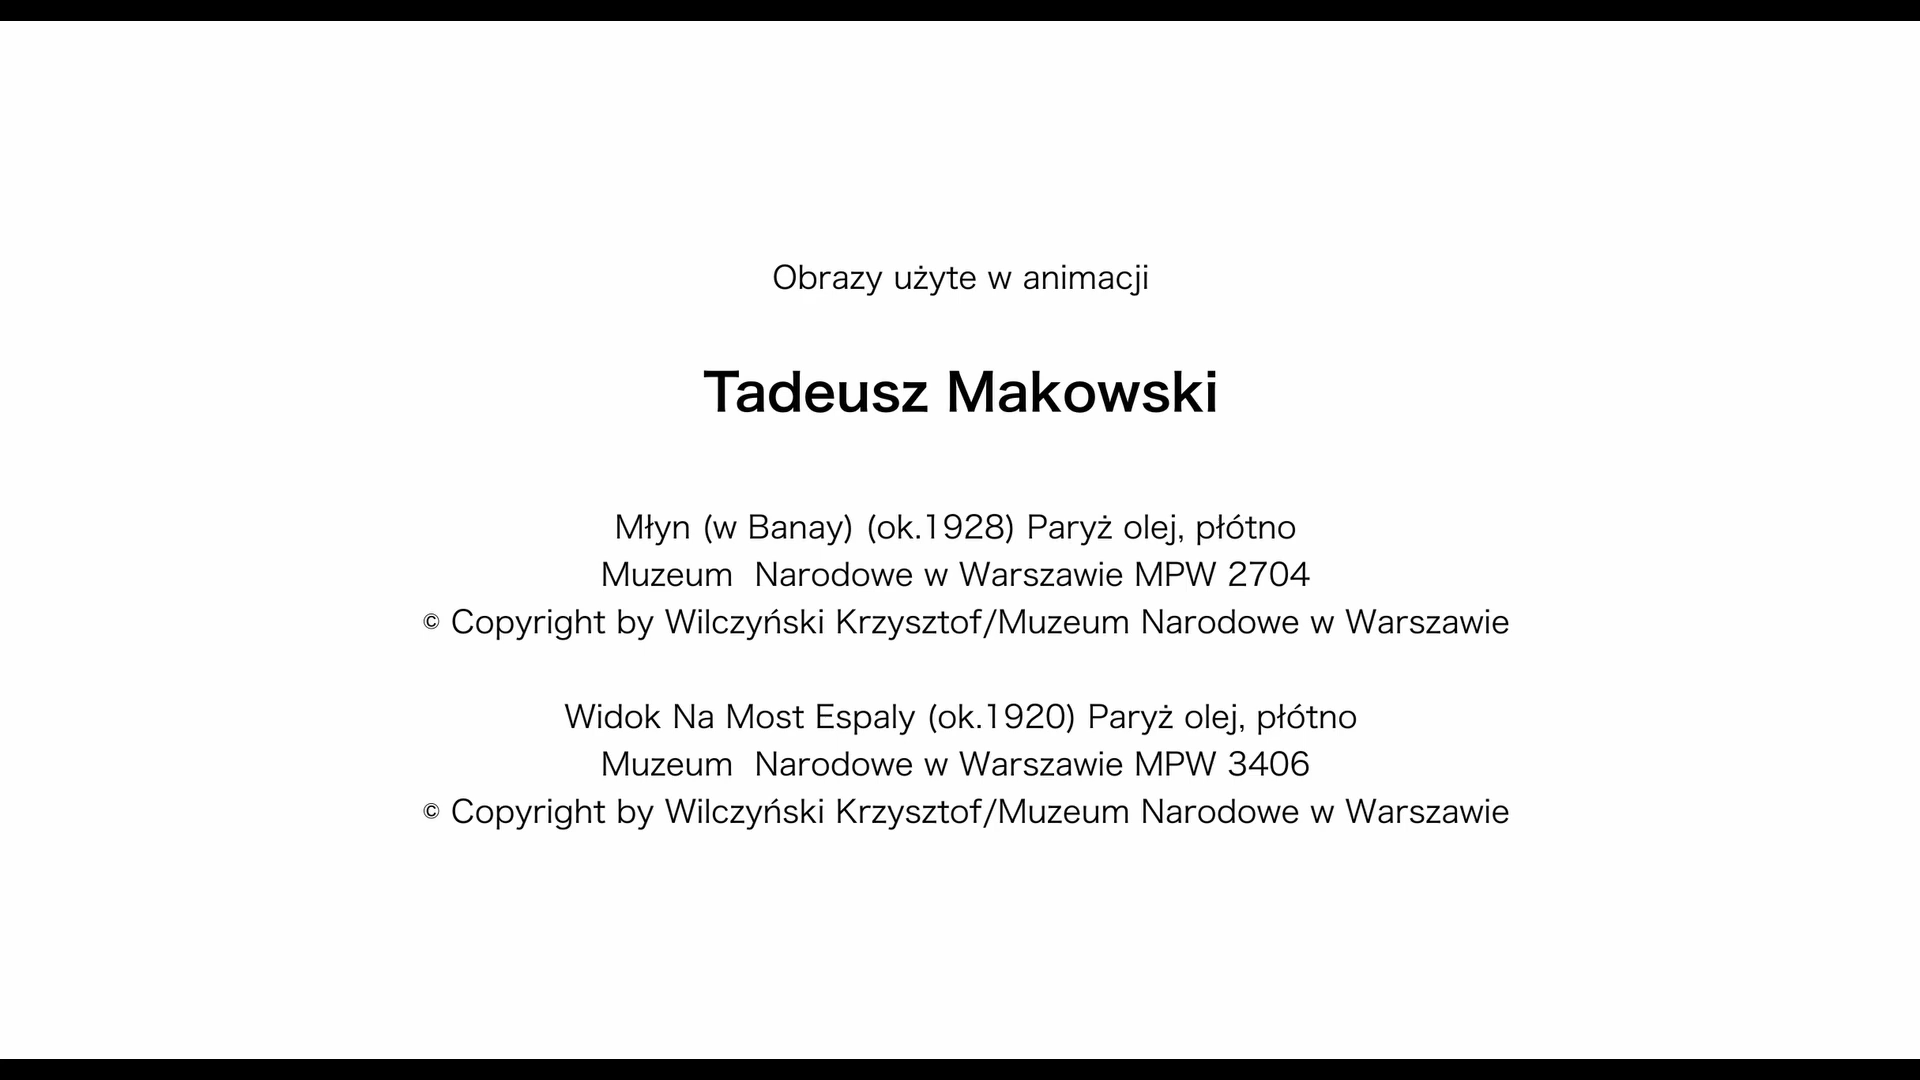 Obrazy użyte w animacji
Tadeusz Makowski
Młyn (w Banay) (ok.1928) Paryż olej, płótno
Muzeum  Narodowe w Warszawie MPW 2704
© Copyright by Wilczyński Krzysztof/Muzeum Narodowe w Warszawie
Widok Na Most Espaly (ok.1920) Paryż olej, płótno
Muzeum  Narodowe w Warszawie MPW 3406
© Copyright by Wilczyński Krzysztof/Muzeum Narodowe w Warszawie